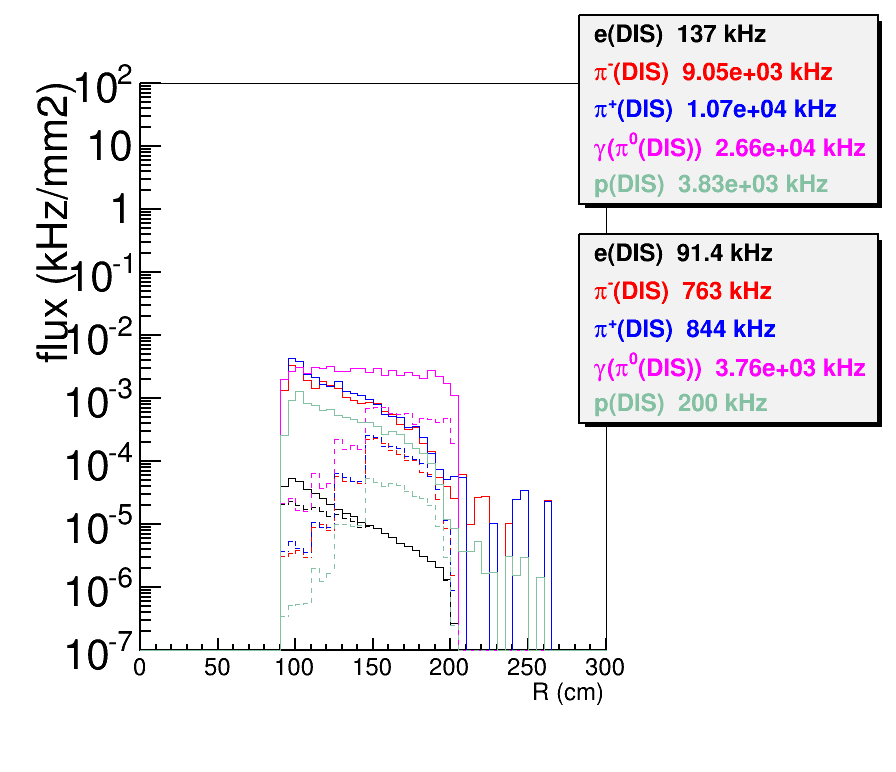 e(DIS) 137 kHz
π⁻(DIS) 9.05e+03 kHz
π⁺(DIS) 1.07e+04 kHz
γ(π⁰(DIS)) 2.66e+04 kHz
p(DIS) 3.83e+03 kHz
e(DIS) 91.4 kHz
π⁻(DIS) 763 kHz
π⁺(DIS) 844 kHz
γ(π⁰(DIS)) 3.76e+03 kHz
p(DIS) 200 kHz
flux (kHz/mm2)
10²
10
1
10⁻¹
10⁻²
10⁻³
10⁻⁴
10⁻⁵
10⁻⁶
10⁻⁷
0 50 100 150 200 250 300
R (cm)